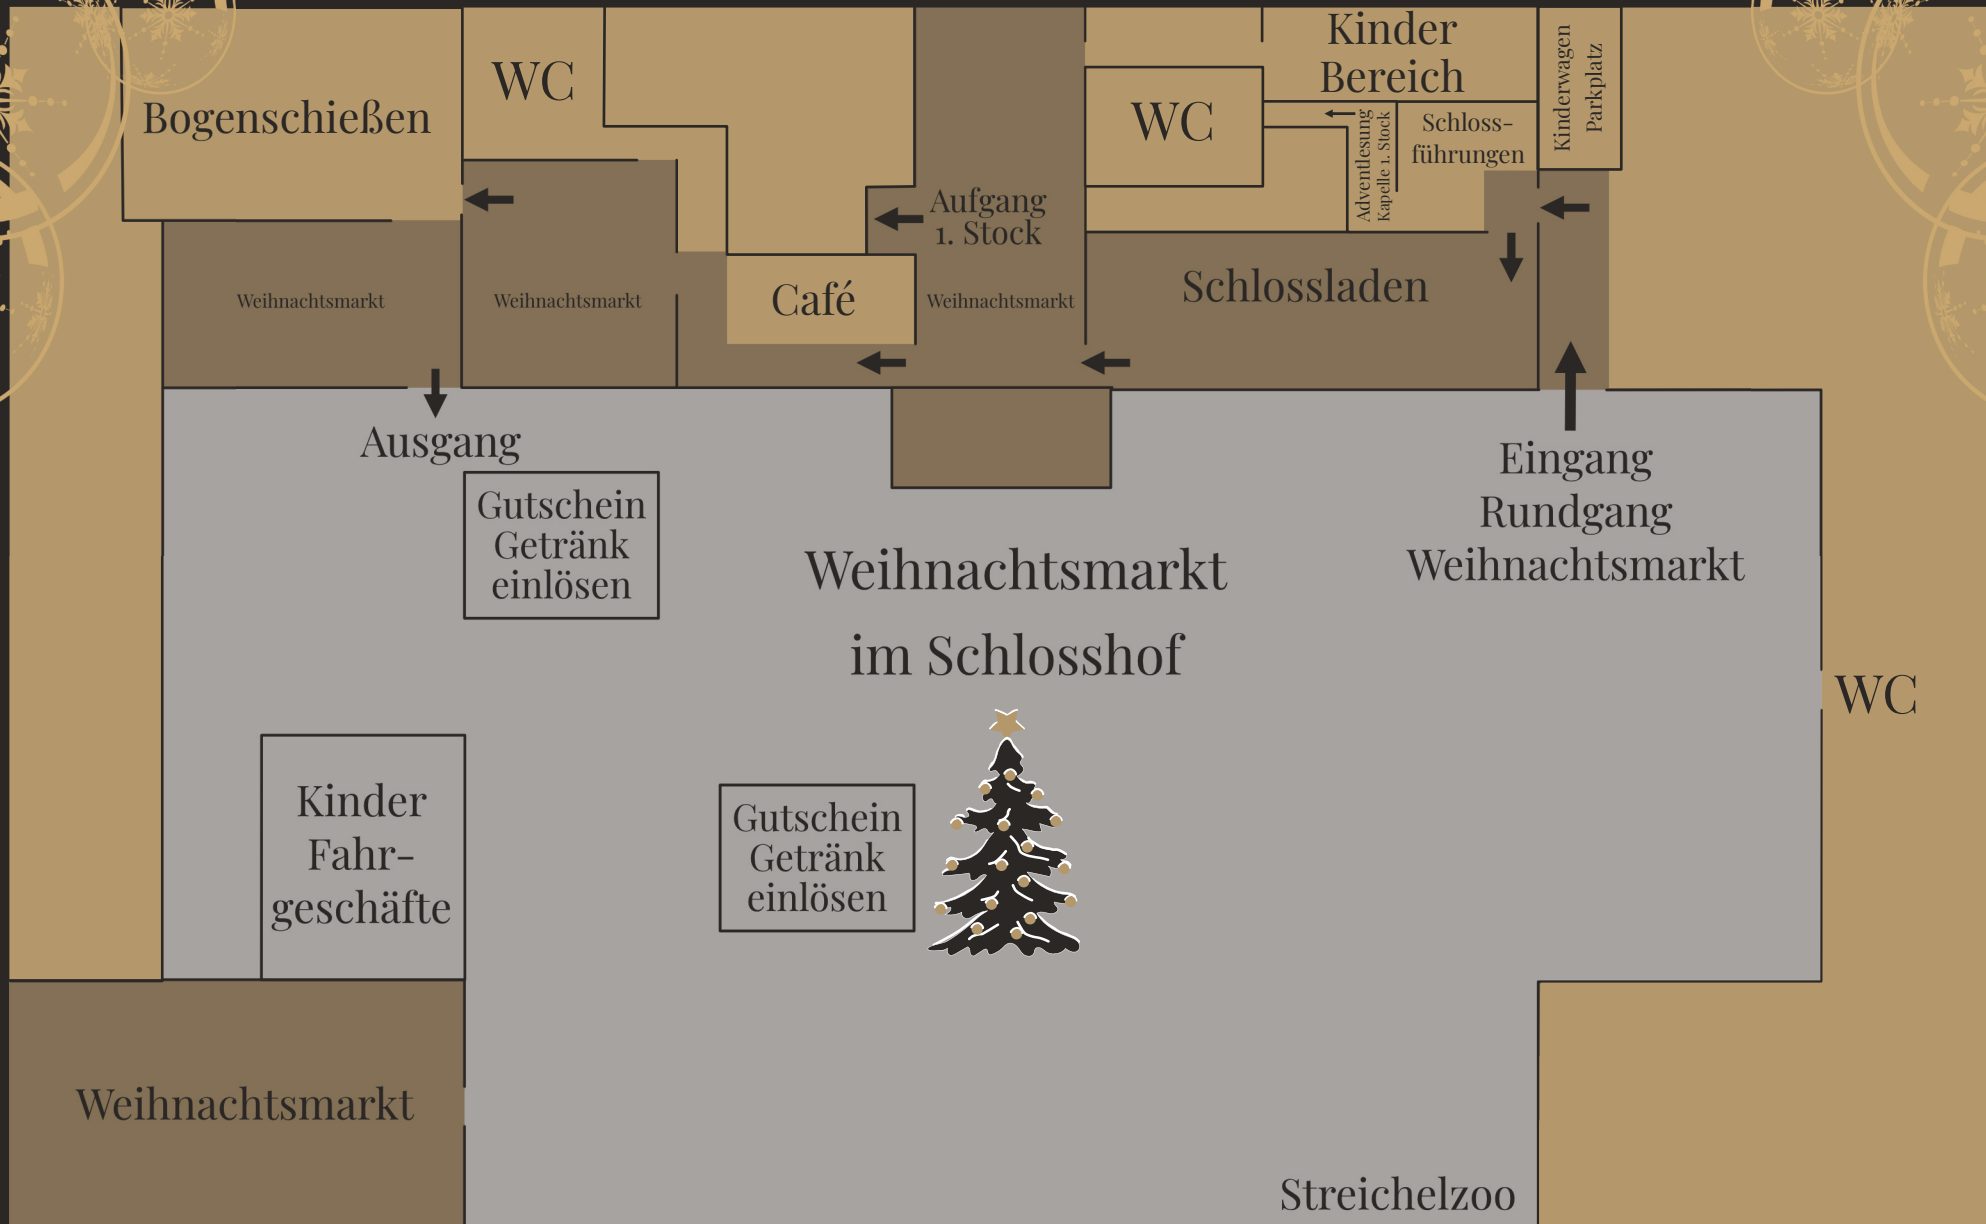 Bogenschießen
WC
Weihnachtsmarkt
Weihnachtsmarkt
Café
Aufgang
1. Stock
Weihnachtsmarkt
WC
Kinder
Bereich
Adventlesung
Kapelle 1. Stock
Schloss-
führungen
Kinderwagen
Parkplatz
Schlossladen
Ausgang
Gutschein
Getränk
einlösen
Eingang
Rundgang
Weihnachtsmarkt
Weihnachtsmarkt
im Schlosshof
WC
Kinder
Fahr-
geschäfte
Gutschein
Getränk
einlösen
Weihnachtsmarkt
Streichelzoo